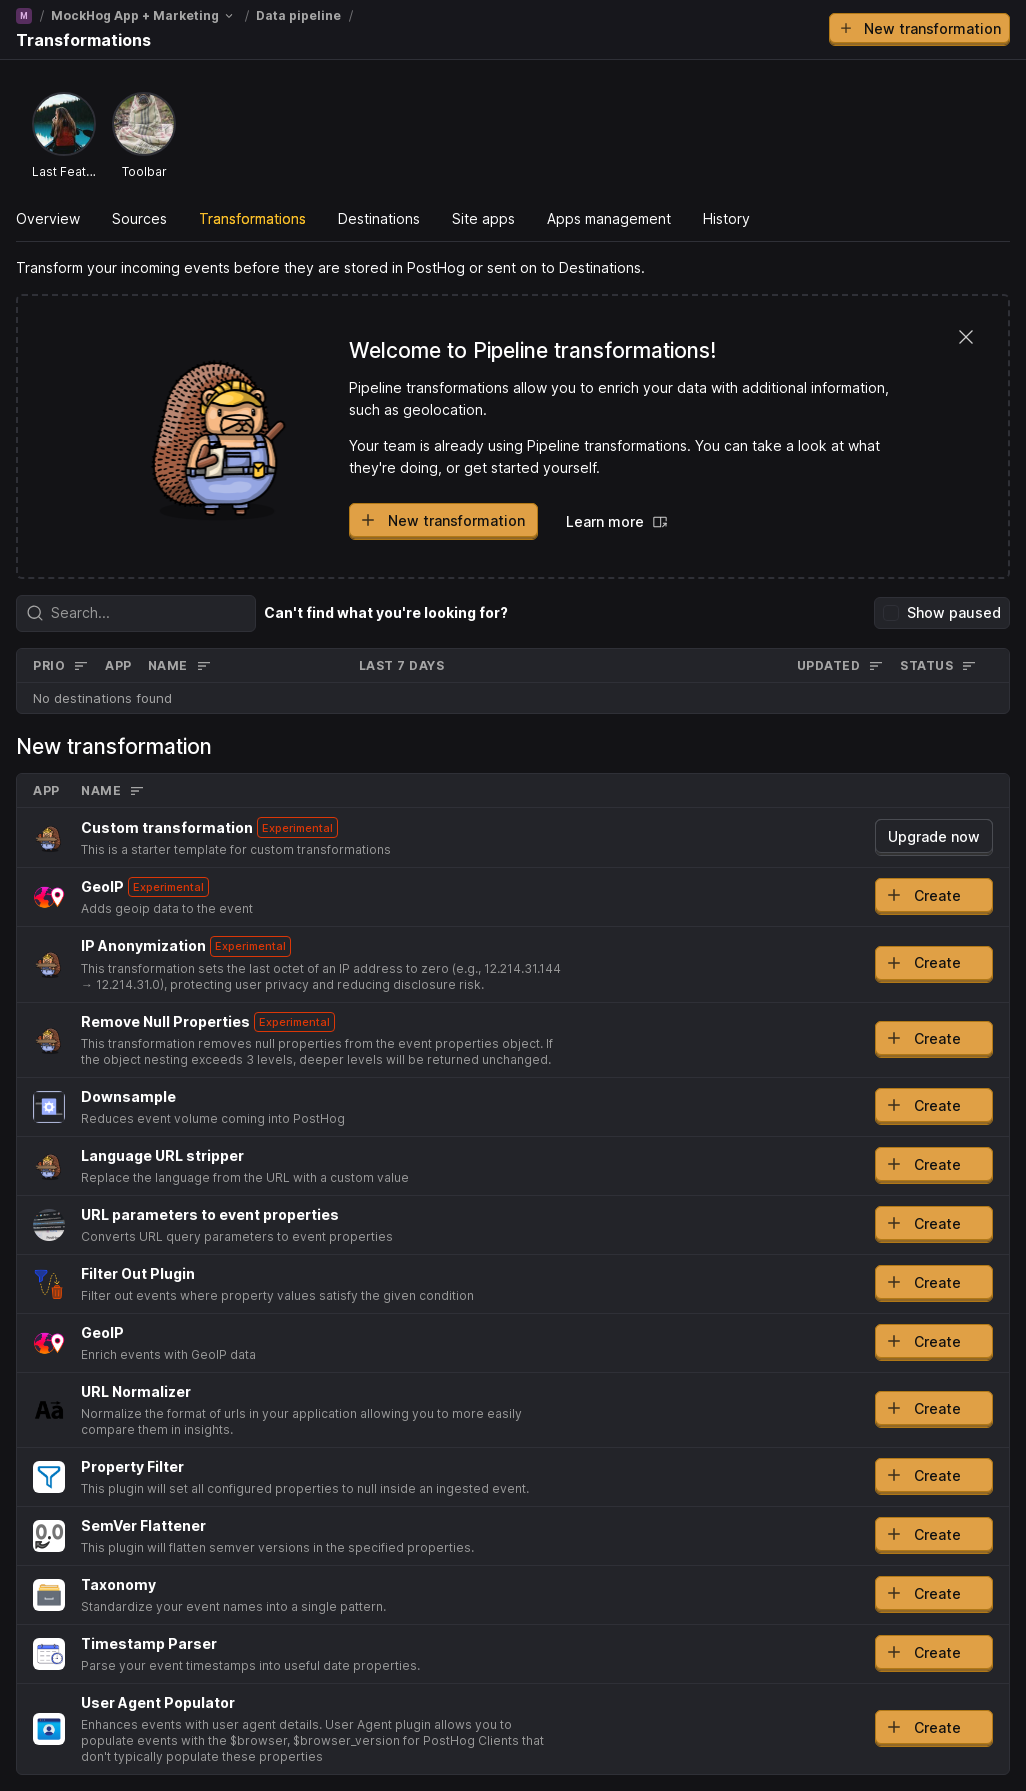 M / MockHog App + Marketing / Data pipeline /
Transformations
New transformation
Last Feat...
Toolbar
Overview Sources Transformations Destinations Site apps Apps management History
Transform your incoming events before they are stored in PostHog or sent on to Destinations.
Welcome to Pipeline transformations!
Pipeline transformations allow you to enrich your data with additional information,
such as geolocation.
Your team is already using Pipeline transformations. You can take a look at what
they're doing, or get started yourself.
New transformation Learn more
Search... Can't find what you're looking for? Show paused
PRIO APP NAME LAST 7 DAYS UPDATED STATUS
No destinations found
New transformation
APP NAME
Custom transformation Experimental
This is a starter template for custom transformations
Upgrade now
GeoIP Experimental
Adds geoip data to the event
Create
IP Anonymization Experimental
This transformation sets the last octet of an IP address to zero (e.g., 12.214.31.144
→ 12.214.31.0), protecting user privacy and reducing disclosure risk.
Create
Remove Null Properties Experimental
This transformation removes null properties from the event properties object. If
the object nesting exceeds 3 levels, deeper levels will be returned unchanged.
Create
Downsample
Reduces event volume coming into PostHog
Create
Language URL stripper
Replace the language from the URL with a custom value
Create
URL parameters to event properties
Converts URL query parameters to event properties
Create
Filter Out Plugin
Filter out events where property values satisfy the given condition
Create
GeoIP
Enrich events with GeoIP data
Create
Aa
URL Normalizer
Normalize the format of urls in your application allowing you to more easily
compare them in insights.
Create
Property Filter
This plugin will set all configured properties to null inside an ingested event.
Create
0.0
SemVer Flattener
This plugin will flatten semver versions in the specified properties.
Create
Taxonomy
Standardize your event names into a single pattern.
Create
Timestamp Parser
Parse your event timestamps into useful date properties.
Create
User Agent Populator
Enhances events with user agent details. User Agent plugin allows you to
populate events with the $browser, $browser_version for PostHog Clients that
don't typically populate these properties
Create